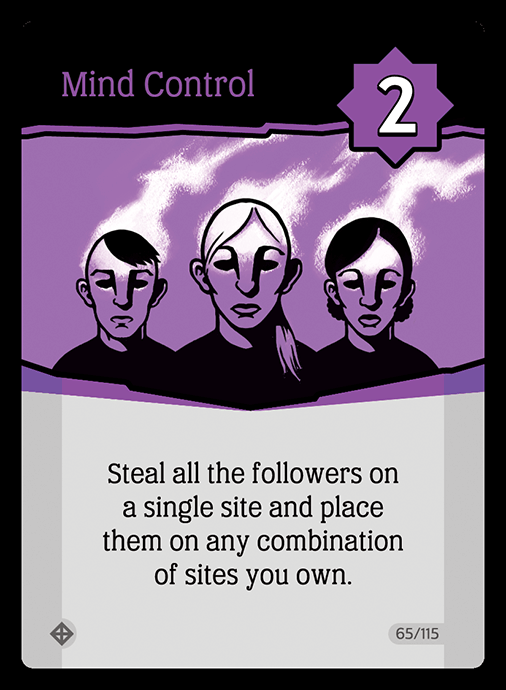 Mind Control
2
Steal all the followers on
a single site and place
them on any combination
of sites you own.
65/115